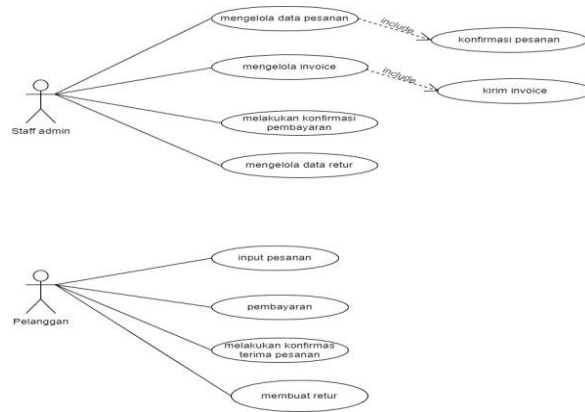 mengelola data pesanan
include
konfirmasi pesanan
mengelola invoice
include
kirim invoice
Staff admin
melakukan konfirmasi
pembayaran
mengelola data retur
input pesanan
Pelanggan
pembayaran
melakukan konfirmas
terima pesanan
membuat retur